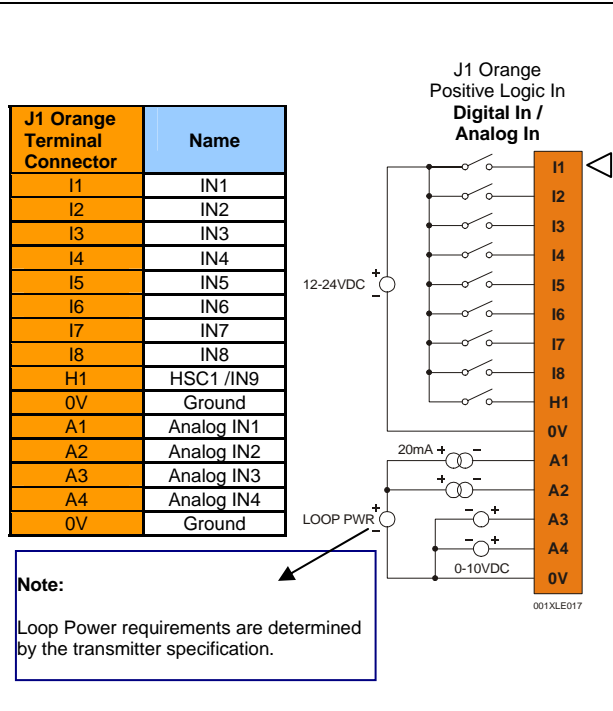 J1 Orange
Terminal
Connector
Name
I1 IN1
I2 IN2
I3 IN3
I4 IN4
I5 IN5
I6 IN6
I7 IN7
I8 IN8
H1 HSC1 /IN9
0V Ground
A1 Analog IN1
A2 Analog IN2
A3 Analog IN3
A4 Analog IN4
0V Ground
Note:
Loop Power requirements are determined
by the transmitter specification.
J1 Orange
Positive Logic In
Digital In /
Analog In
I1
I2
I3
I4
12-24VDC + − I5
I6
I7
I8
H1
0V
20mA + − A1
+ − A2
LOOP PWR + − − + A3
− + A4
0-10VDC 0V
001XLE017